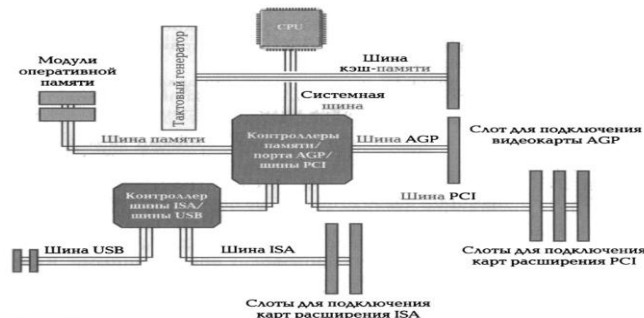 CPU
Модули
оперативной
памяти
Тактовый генератор
Шина
кэш-памяти
Системная
шина
Шина памяти
Контроллеры
памяти/
порта AGP/
шины PCI
Шина AGP
Слот для подключения
видеокарты AGP
Контроллер
шины ISA/
шины USB
Шина PCI
Шина USB
Шина ISA
Слоты для подключения
карт расширения PCI
Слоты для подключения
карт расширения ISA